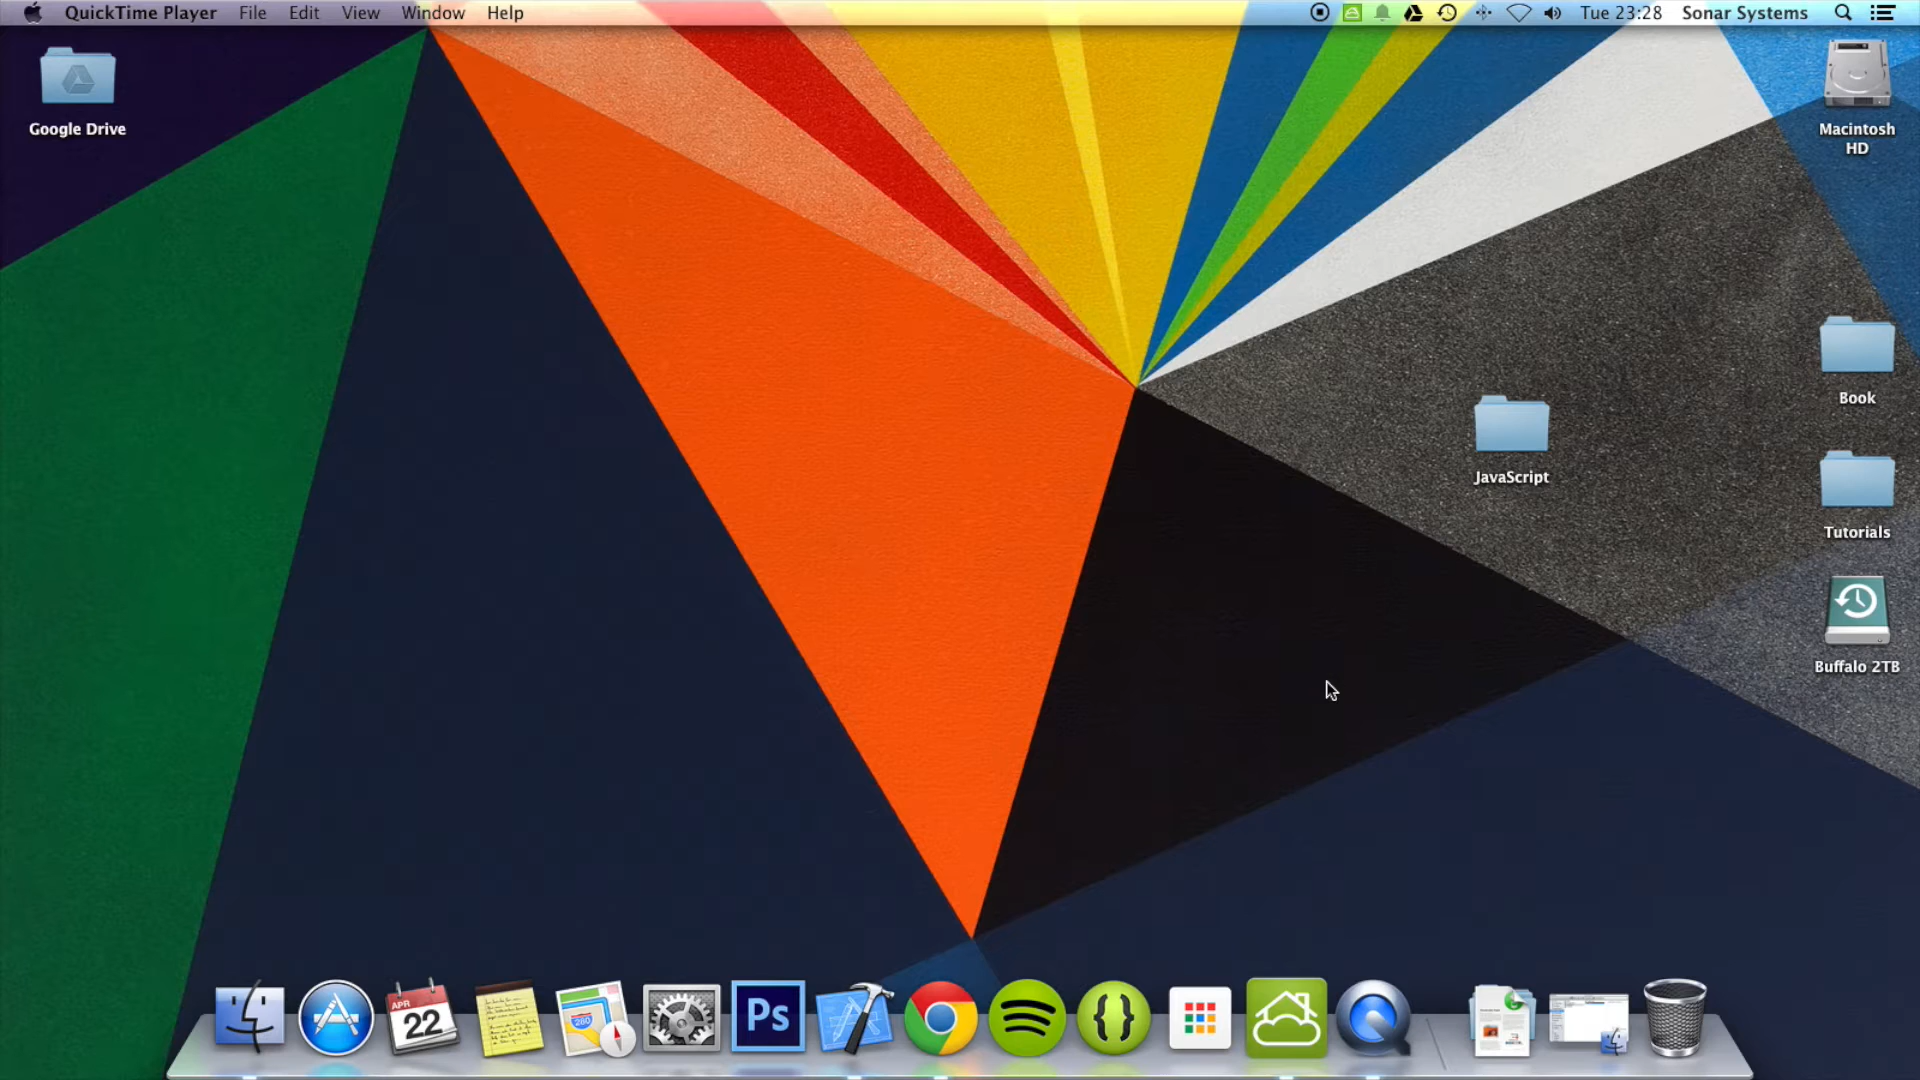 QuickTime Player File Edit View Window Help Tue 23:28 Sonar Systems
Google Drive
Macintosh
HD
Book
JavaScript
Tutorials
Buffalo 2TB
APR
22
280
Ps
{}